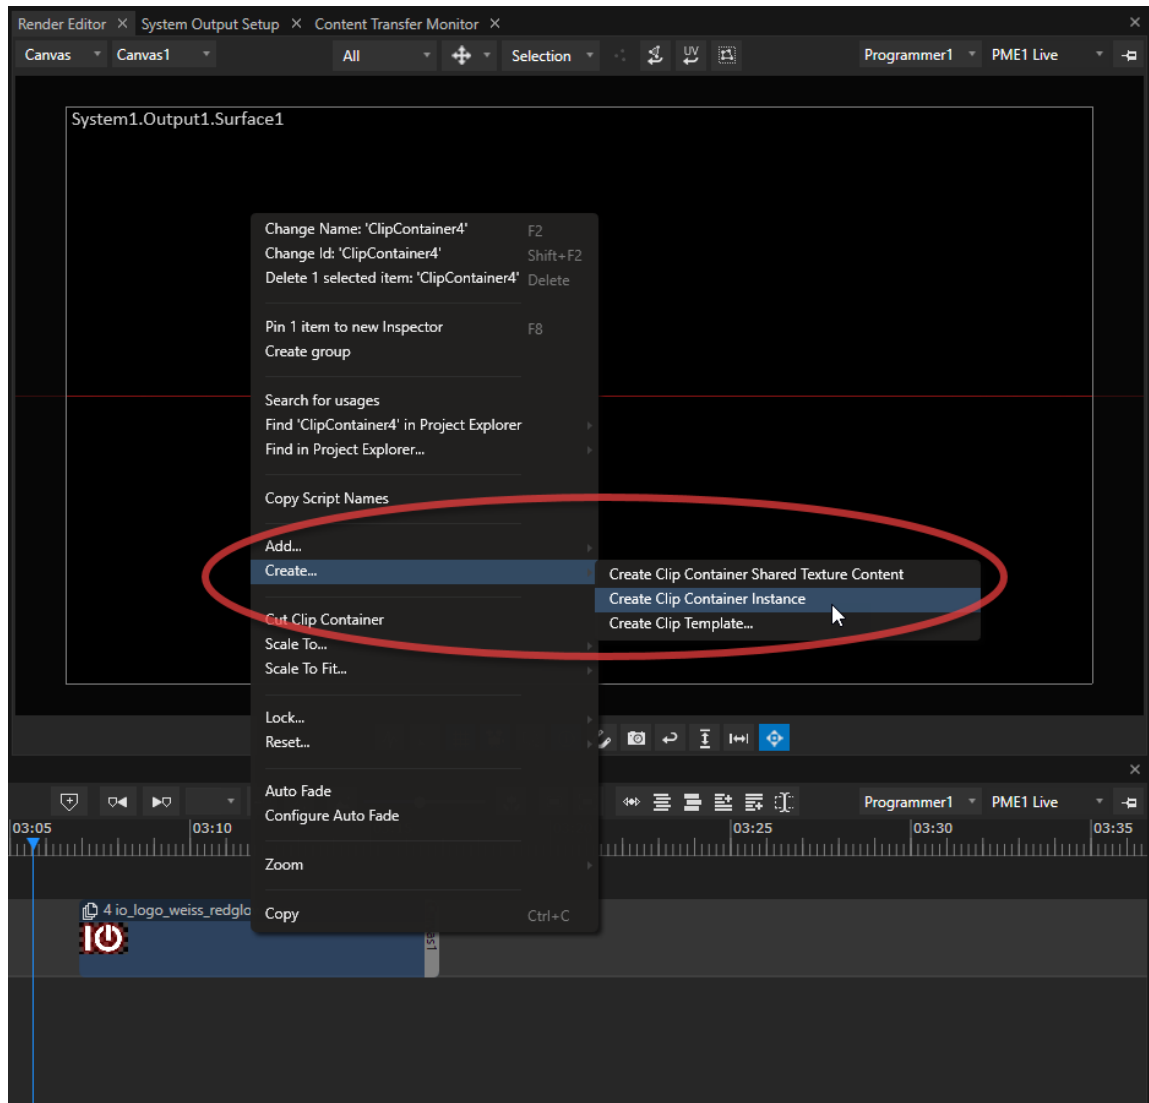 Render Editor × System Output Setup × Content Transfer Monitor ×
Canvas Canvas1 All Selection UV Programmer1 PME1 Live
System1.Output1.Surface1
Change Name: 'ClipContainer4' F2
Change Id: 'ClipContainer4' Shift+F2
Delete 1 selected item: 'ClipContainer4' Delete
Pin 1 item to new Inspector F8
Create group
Search for usages
Find 'ClipContainer4' in Project Explorer
Find in Project Explorer...
Copy Script Names
Add...
Create...
Create Clip Container Shared Texture Content
Create Clip Container Instance
Create Clip Template...
Cut Clip Container
Scale To...
Scale To Fit...
Lock...
Reset...
Auto Fade
Configure Auto Fade
Zoom
Copy Ctrl+C
Programmer1 PME1 Live
03:05 03:10 03:25 03:30 03:35
4 io_logo_weiss_redglo